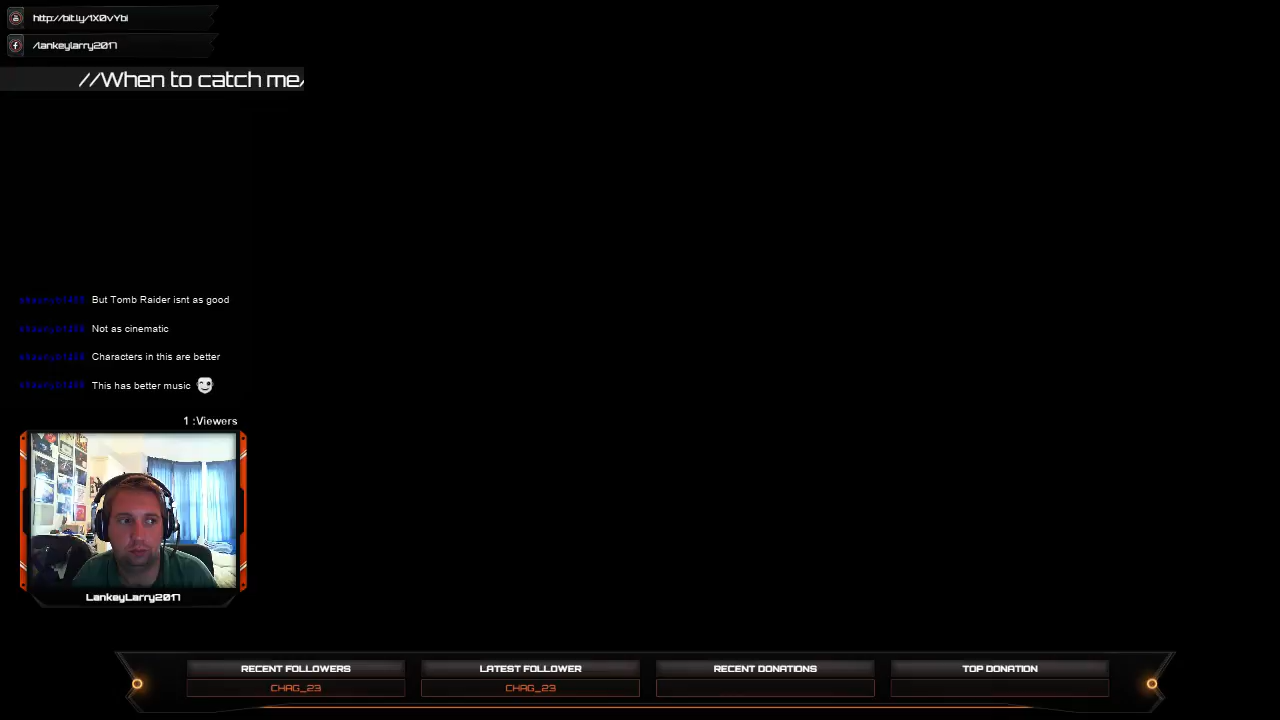 http://bit.ly/1X0vYbi
/lankeylarry2017
//When to catch me
But Tomb Raider isnt as good
Not as cinematic
Characters in this are better
This has better music
1 :Viewers
LankeyLarry2017
RECENT FOLLOWERS
CHAG_23
LATEST FOLLOWER
CHAG_23
RECENT DONATIONS
TOP DONATION